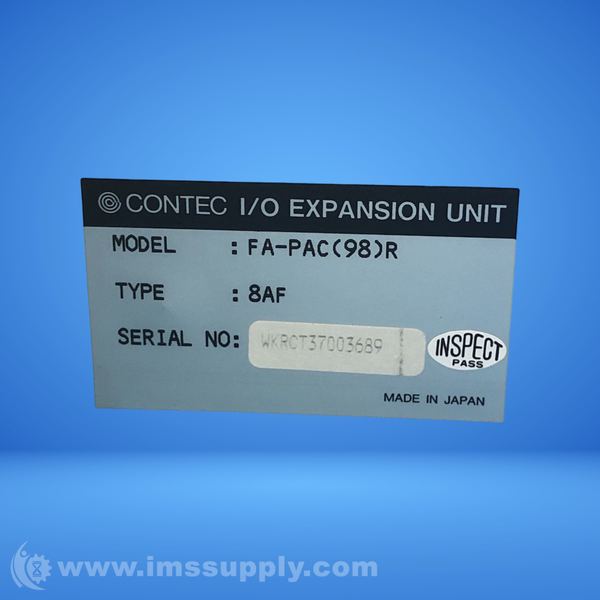 CONTEC I/O EXPANSION UNIT
MODEL : FA-PAC(98)R
TYPE : 8AF
SERIAL NO: WKRCT37003689
INSPECT
PASS
MADE IN JAPAN
www.imssupply.com